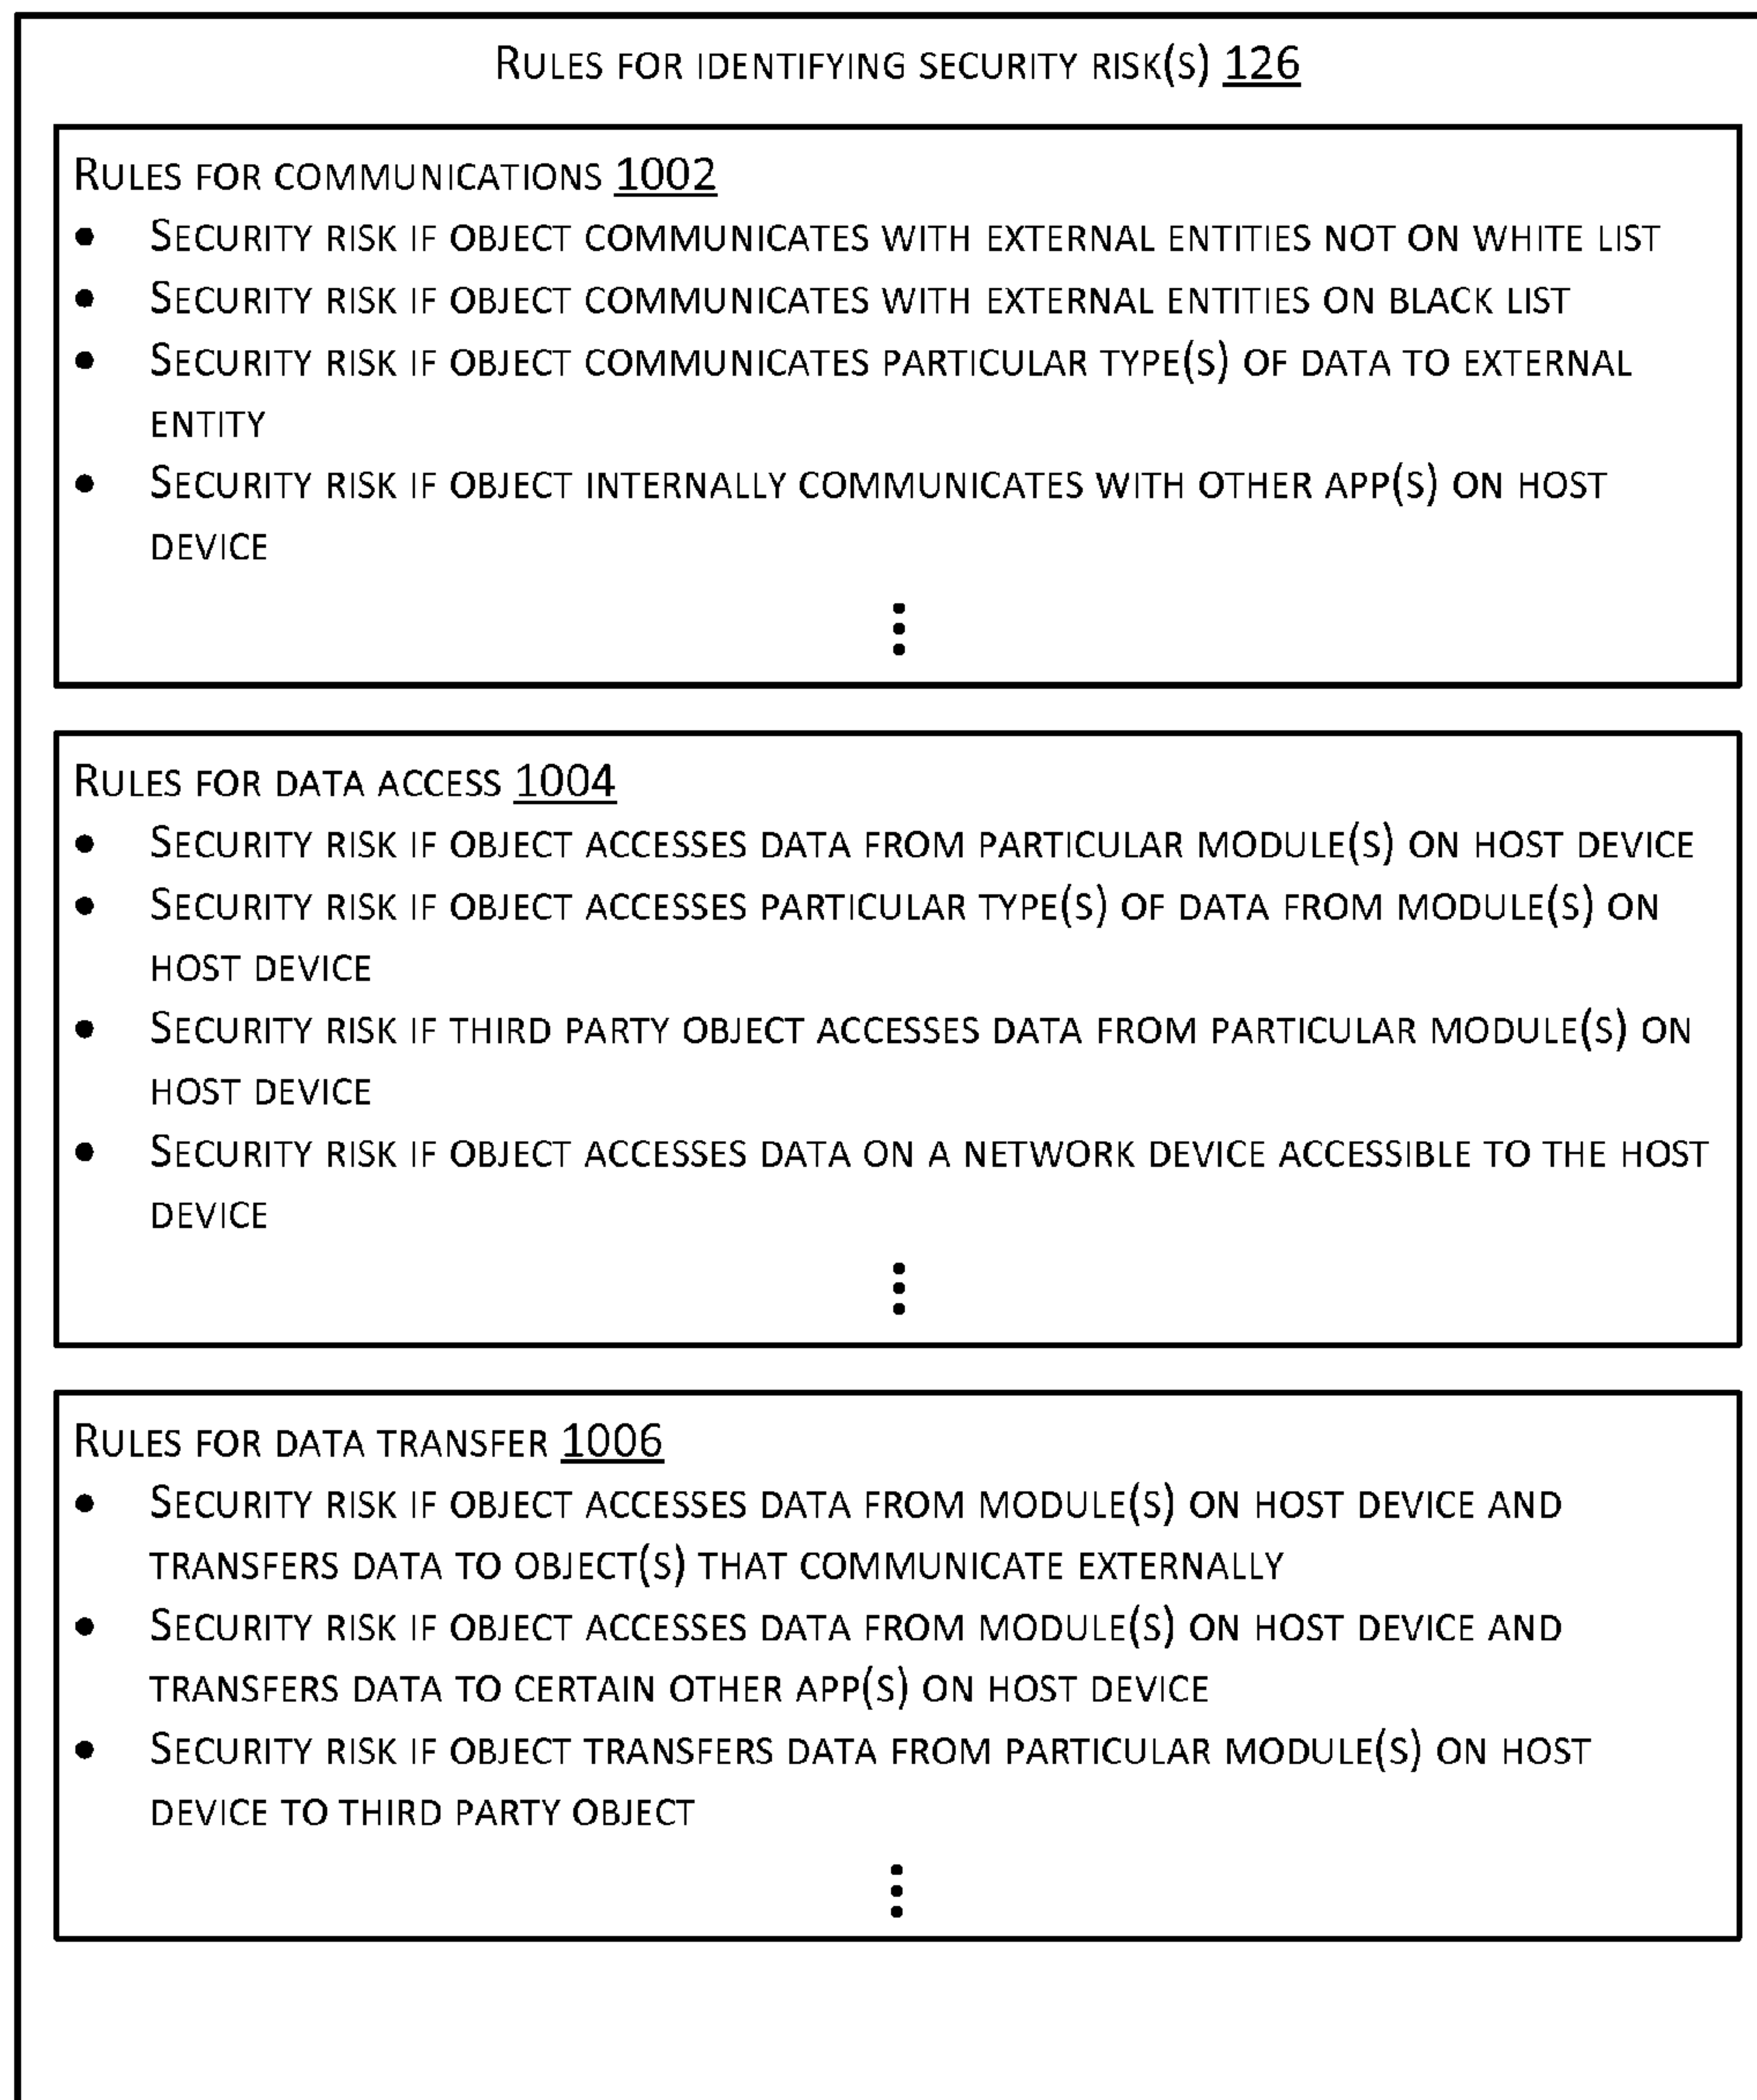 Rules for identifying security risk(s) 126
Rules for communications 1002
• Security risk if object communicates with external entities not on white list
• Security risk if object communicates with external entities on black list
• Security risk if object communicates particular type(s) of data to external
entity
• Security risk if object internally communicates with other app(s) on host
device
Rules for data access 1004
• Security risk if object accesses data from particular module(s) on host device
• Security risk if object accesses particular type(s) of data from module(s) on
host device
• Security risk if third party object accesses data from particular module(s) on
host device
• Security risk if object accesses data on a network device accessible to the host
device
Rules for data transfer 1006
• Security risk if object accesses data from module(s) on host device and
transfers data to object(s) that communicate externally
• Security risk if object accesses data from module(s) on host device and
transfers data to certain other app(s) on host device
• Security risk if object transfers data from particular module(s) on host
device to third party object